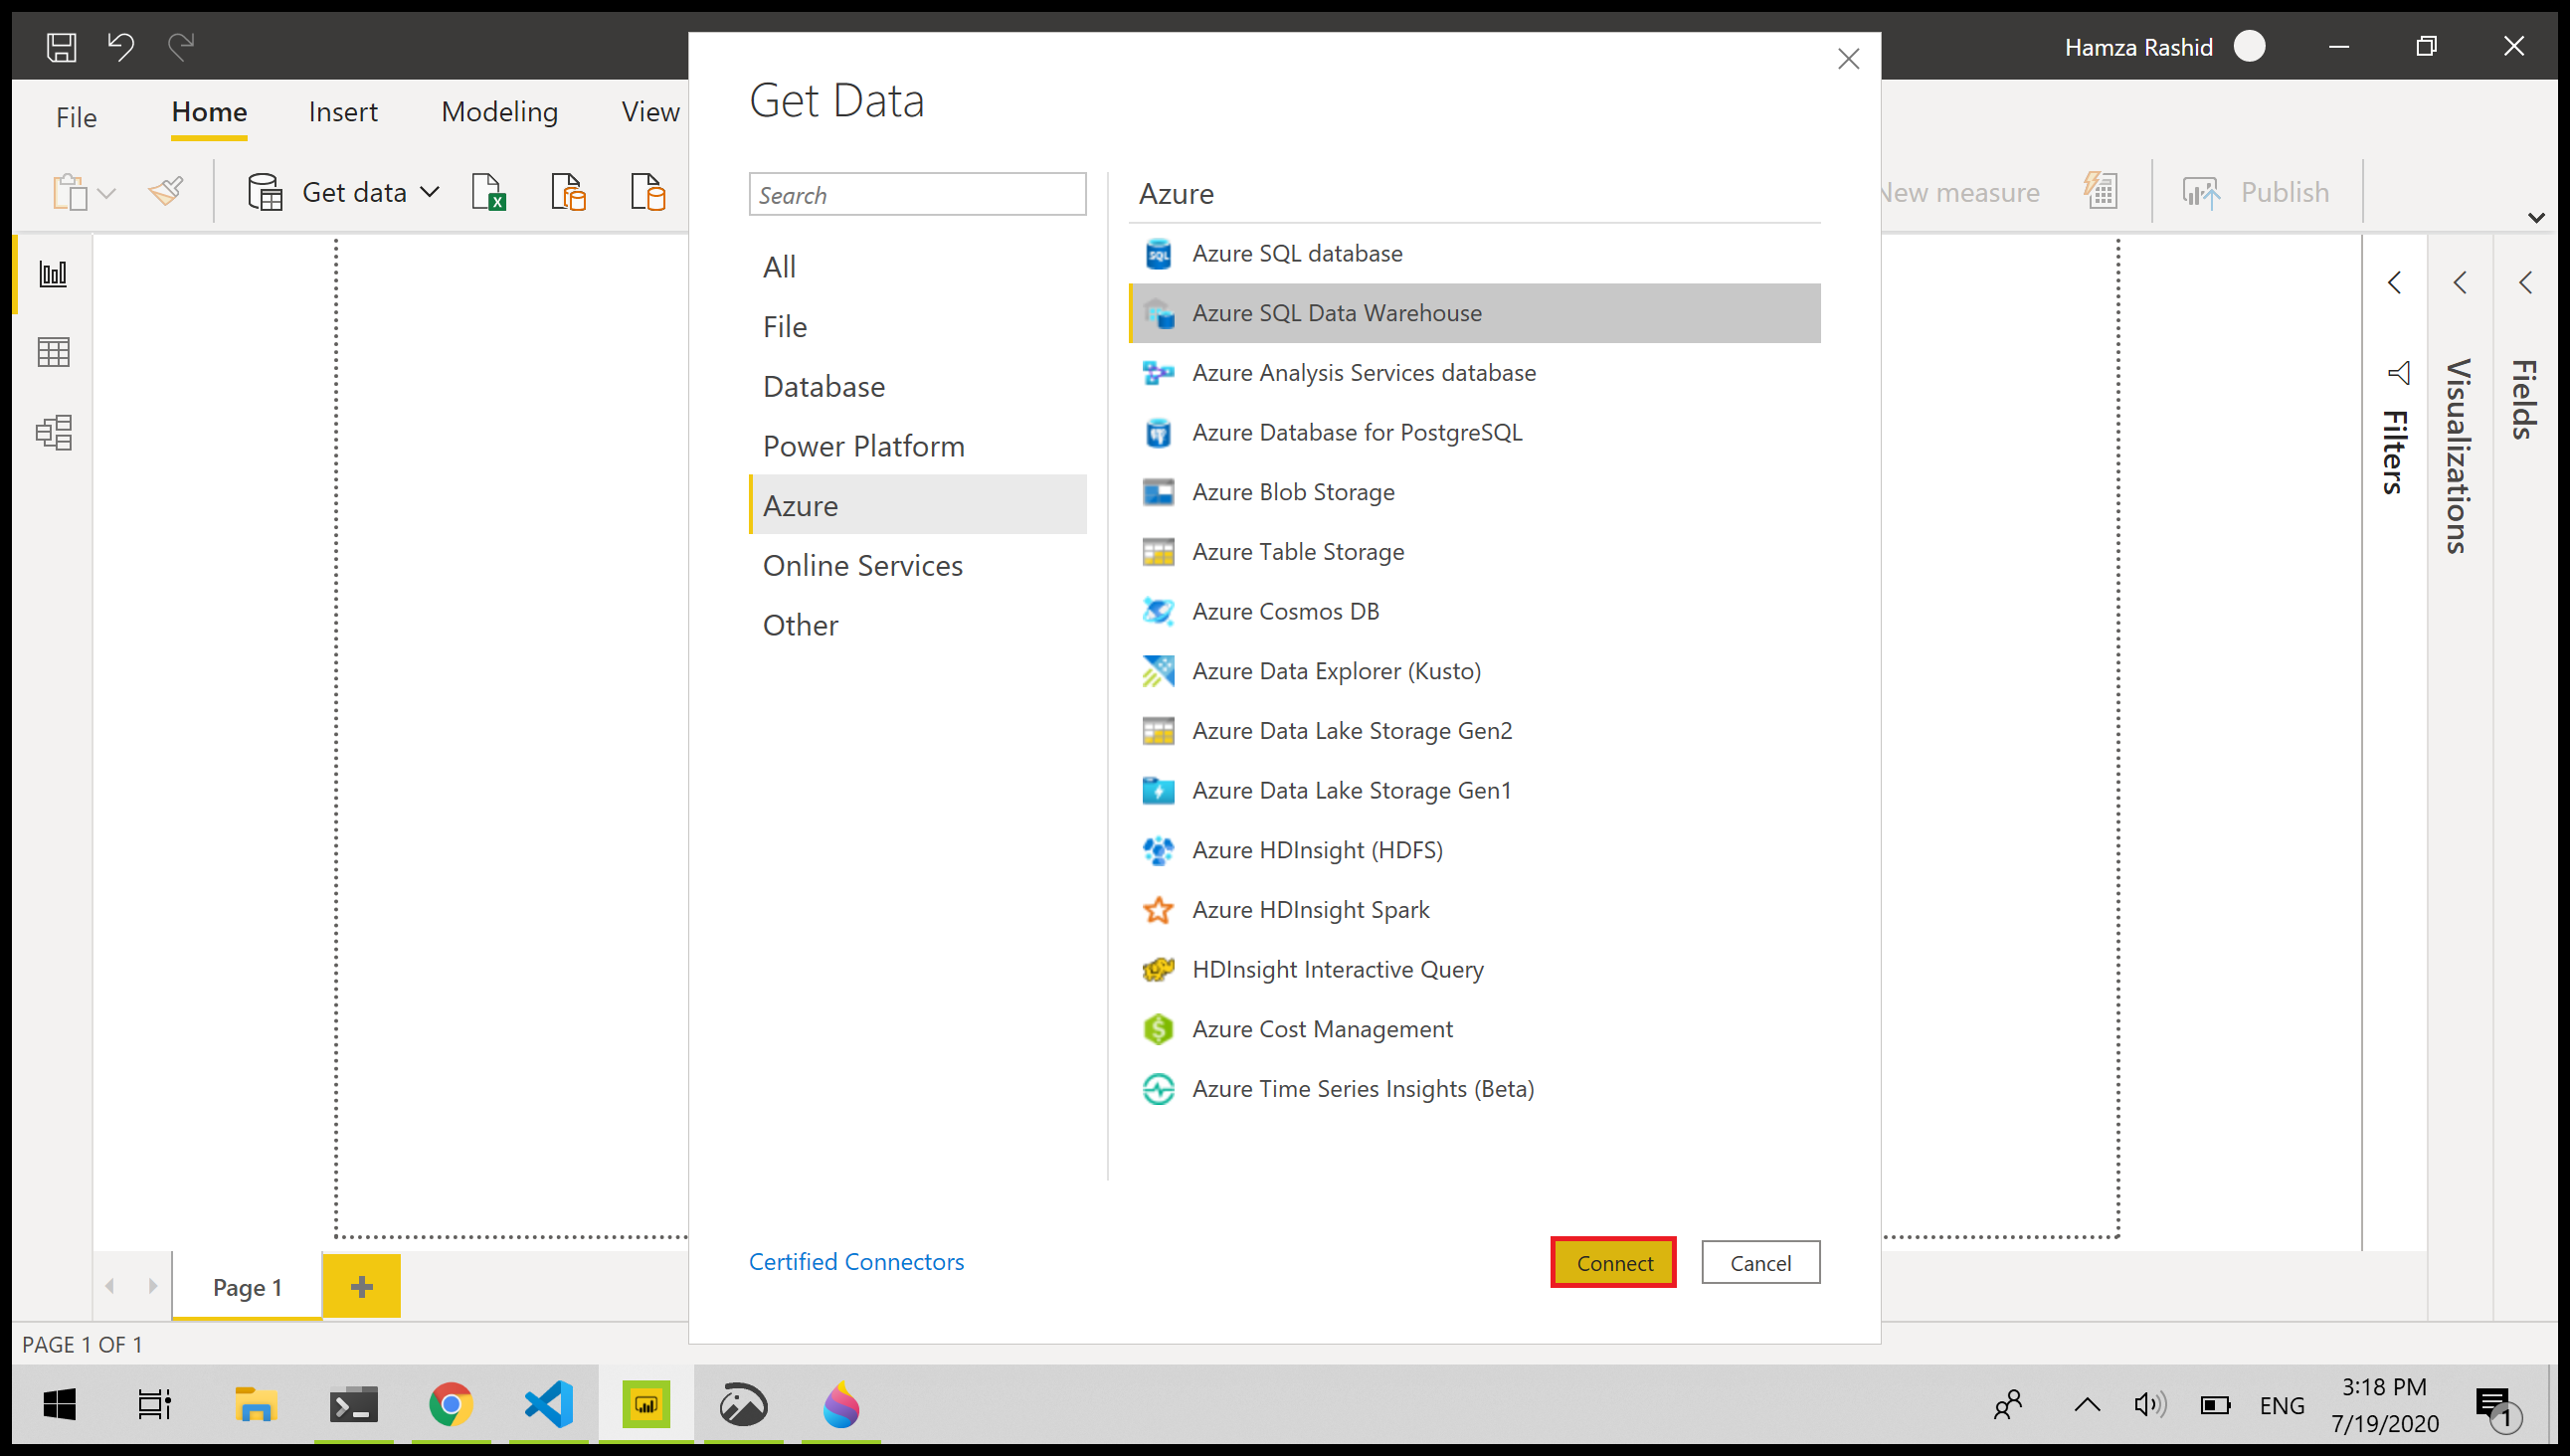 Hamza Rashid
File
Home
Insert
Modeling
View
Get data
New measure
Publish
Get Data
Search
All
File
Database
Power Platform
Azure
Online Services
Other
Azure
Azure SQL database
Azure SQL Data Warehouse
Azure Analysis Services database
Azure Database for PostgreSQL
Azure Blob Storage
Azure Table Storage
Azure Cosmos DB
Azure Data Explorer (Kusto)
Azure Data Lake Storage Gen2
Azure Data Lake Storage Gen1
Azure HDInsight (HDFS)
Azure HDInsight Spark
HDInsight Interactive Query
Azure Cost Management
Azure Time Series Insights (Beta)
Certified Connectors
Connect
Cancel
Filters
Visualizations
Fields
Page 1
PAGE 1 OF 1
ENG
3:18 PM
7/19/2020
1